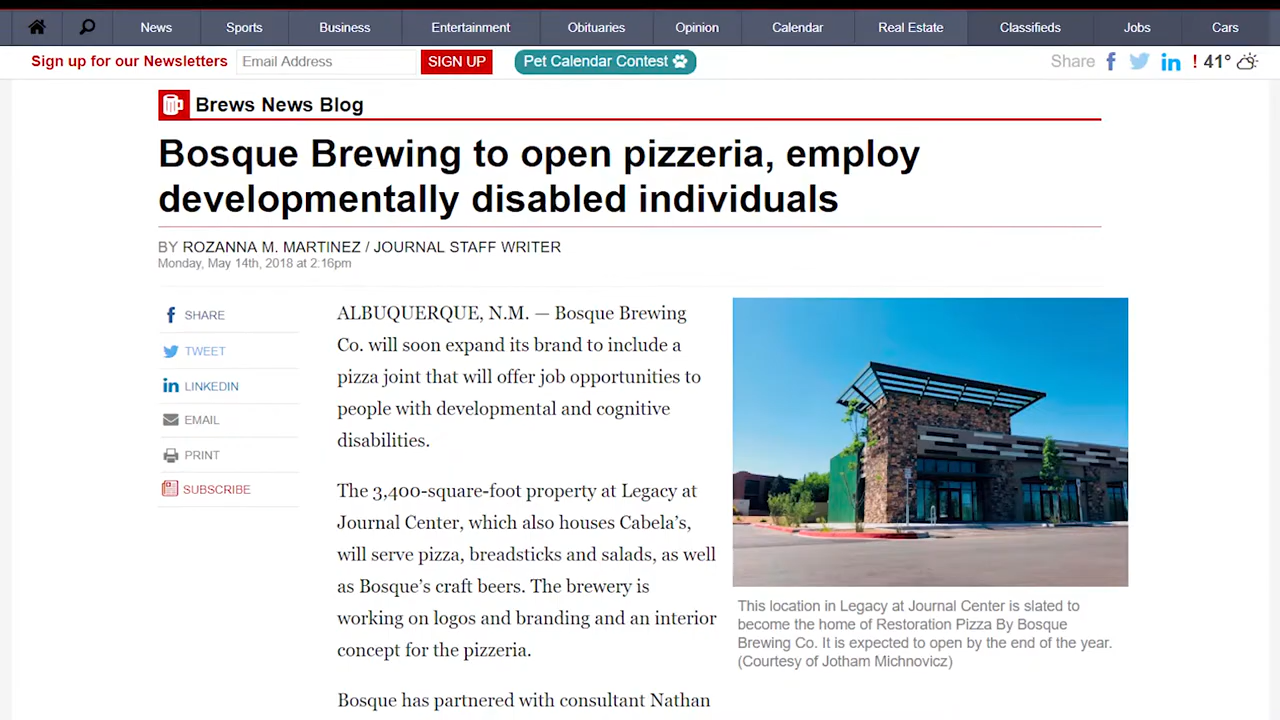 News Sports Business Entertainment Obituaries Opinion Calendar Real Estate Classifieds Jobs Cars
Sign up for our Newsletters Email Address SIGN UP Pet Calendar Contest Share f in ! 41°
Brews News Blog
Bosque Brewing to open pizzeria, employ
developmentally disabled individuals
BY ROZANNA M. MARTINEZ / JOURNAL STAFF WRITER
Monday, May 14th, 2018 at 2:16pm
f SHARE
TWEET
in LINKEDIN
EMAIL
PRINT
SUBSCRIBE
ALBUQUERQUE, N.M. — Bosque Brewing
Co. will soon expand its brand to include a
pizza joint that will offer job opportunities to
people with developmental and cognitive
disabilities.
The 3,400-square-foot property at Legacy at
Journal Center, which also houses Cabela's,
will serve pizza, breadsticks and salads, as well
as Bosque's craft beers. The brewery is
working on logos and branding and an interior
concept for the pizzeria.
Bosque has partnered with consultant Nathan
This location in Legacy at Journal Center is slated to
become the home of Restoration Pizza By Bosque
Brewing Co. It is expected to open by the end of the year.
(Courtesy of Jotham Michnovicz)